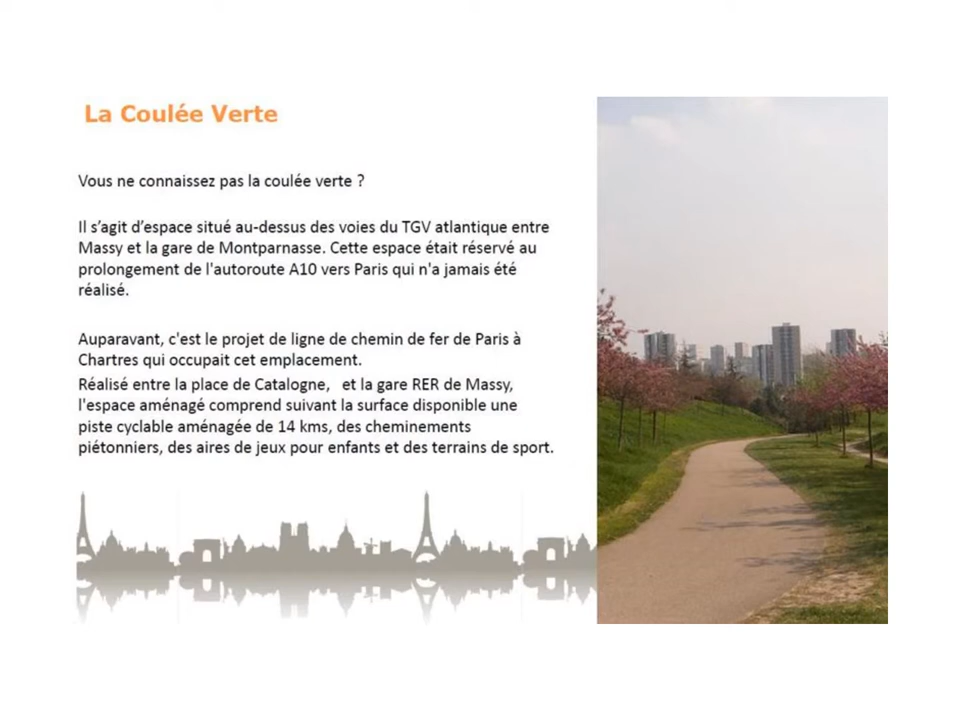 La Coulée Verte
Vous ne connaissez pas la coulée verte ?
Il s’agit d’espace situé au-dessus des voies du TGV atlantique entre
Massy et la gare de Montparnasse. Cette espace était réservé au
prolongement de l'autoroute A10 vers Paris qui n'a jamais été
réalisé.
Auparavant, c'est le projet de ligne de chemin de fer de Paris à
Chartres qui occupait cet emplacement.
Réalisé entre la place de Catalogne, et la gare RER de Massy,
l'espace aménagé comprend suivant la surface disponible une
piste cyclable aménagée de 14 kms, des cheminements
piétonniers, des aires de jeux pour enfants et des terrains de sport.